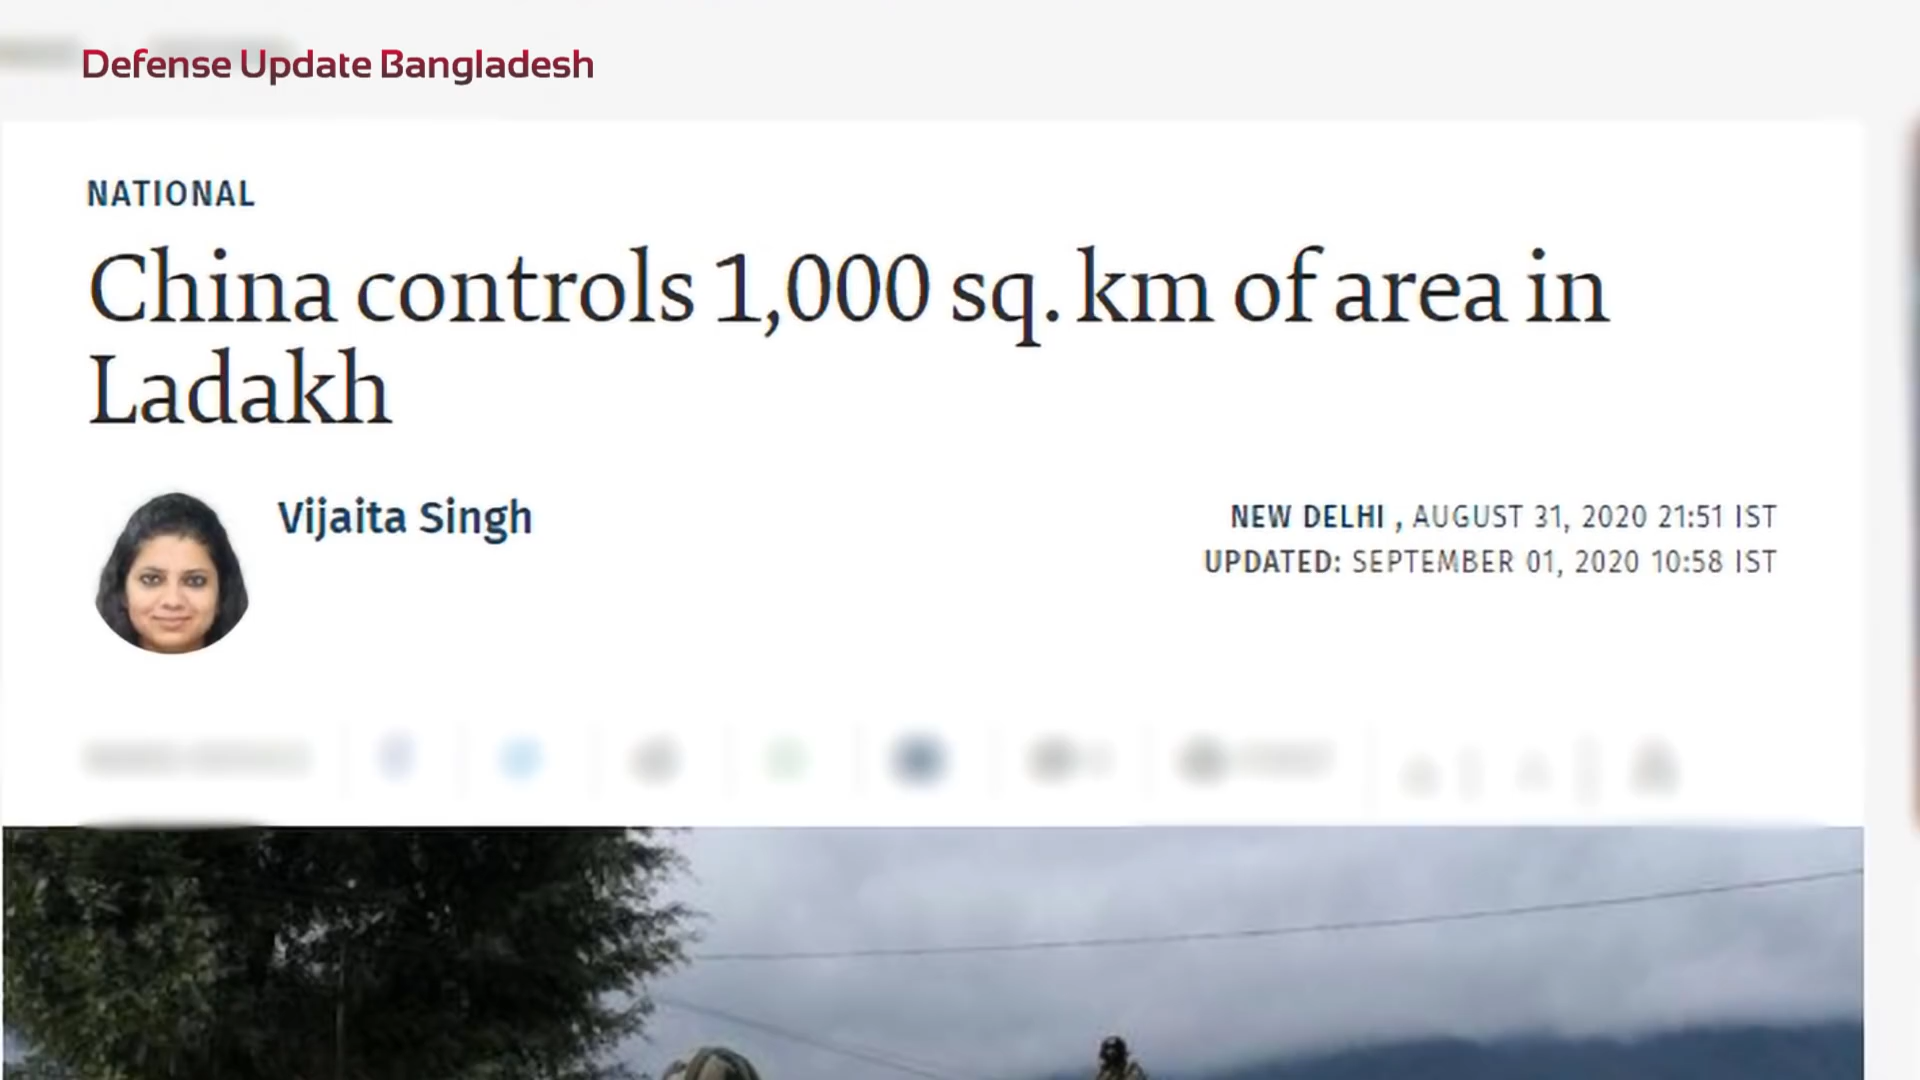 Defense Update Bangladesh
NATIONAL
China controls 1,000 sq. km of area in
Ladakh
Vijaita Singh
NEW DELHI , AUGUST 31, 2020 21:51 IST
UPDATED: SEPTEMBER 01, 2020 10:58 IST